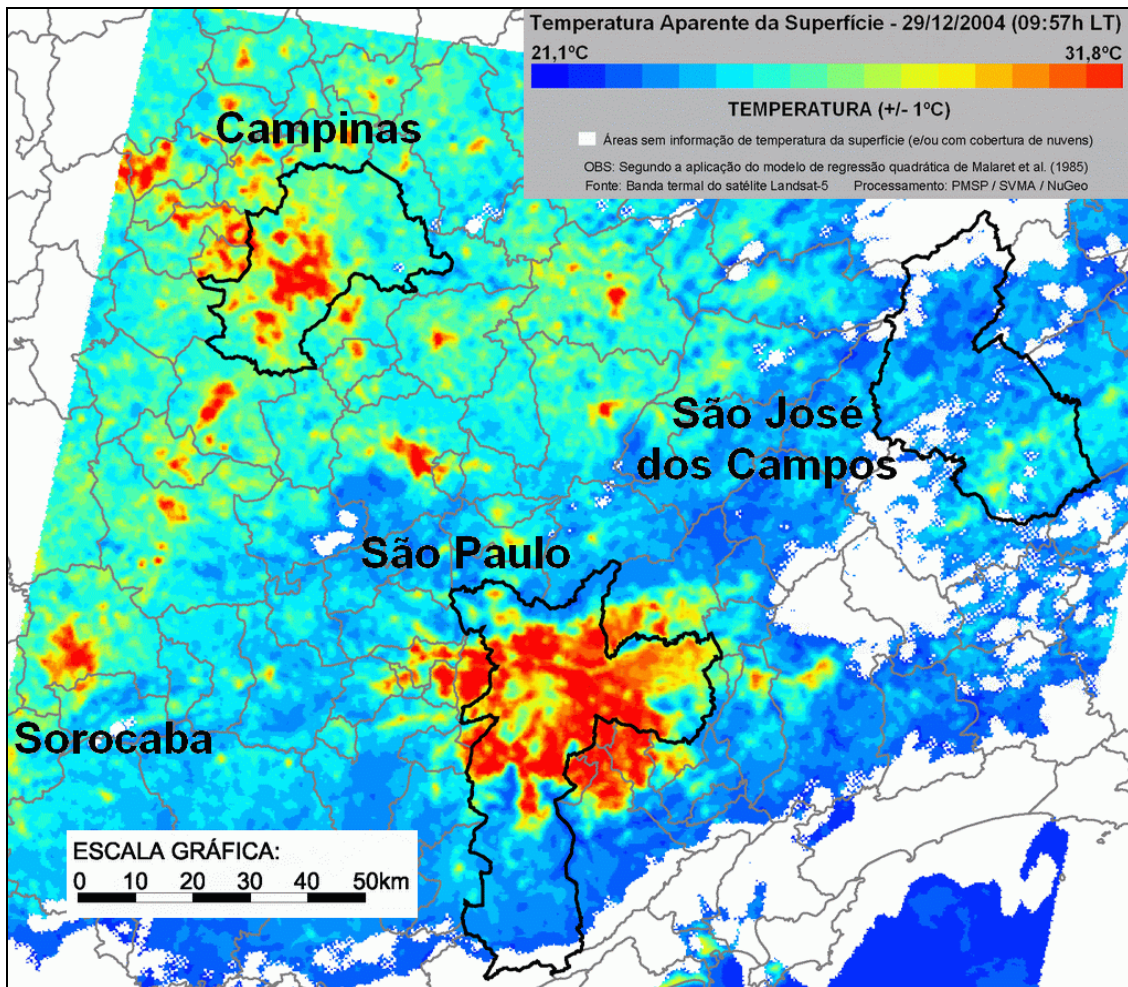 Temperatura Aparente da Superfície - 29/12/2004 (09:57h LT)
21,1ºC 31,8ºC
TEMPERATURA (+/- 1ºC)
Áreas sem informação de temperatura da superfície (e/ou com cobertura de nuvens)
OBS: Segundo a aplicação do modelo de regressão quadrática de Malaret et al. (1985)
Fonte: Banda termal do satélite Landsat-5 Processamento: PMSP / SVMA / NuGeo
Campinas
São José
dos Campos
São Paulo
Sorocaba
ESCALA GRÁFICA:
0 10 20 30 40 50km